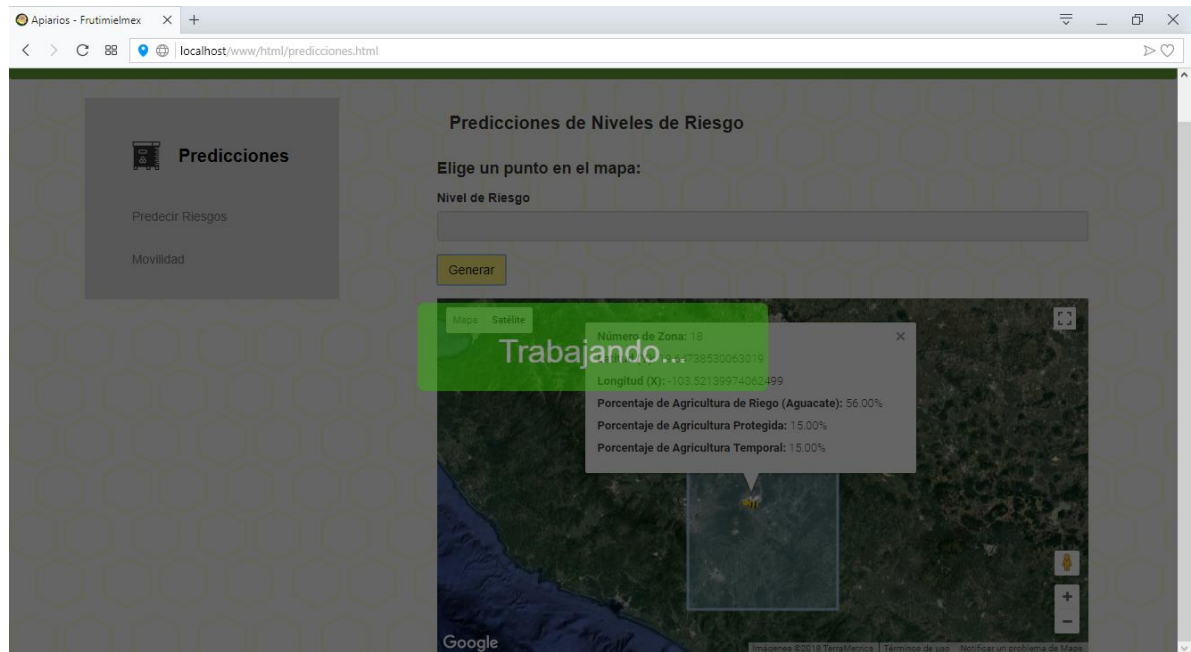 Apiarios - Frutimielmex
localhost/www/html/predicciones.html
Predicciones
Predecir Riesgos
Movilidad
Predicciones de Niveles de Riesgo
Elige un punto en el mapa:
Nivel de Riesgo
Generar
Mapa Satélite
Trabajando...
Número de Zona: 18
Longitud (X): -103.52139974062499
Porcentaje de Agricultura de Riego (Aguacate): 56.00%
Porcentaje de Agricultura Protegida: 15.00%
Porcentaje de Agricultura Temporal: 15.00%
Google
Imágenes ©2018 TerraMetrics Términos de uso Notificar un problema de Maps